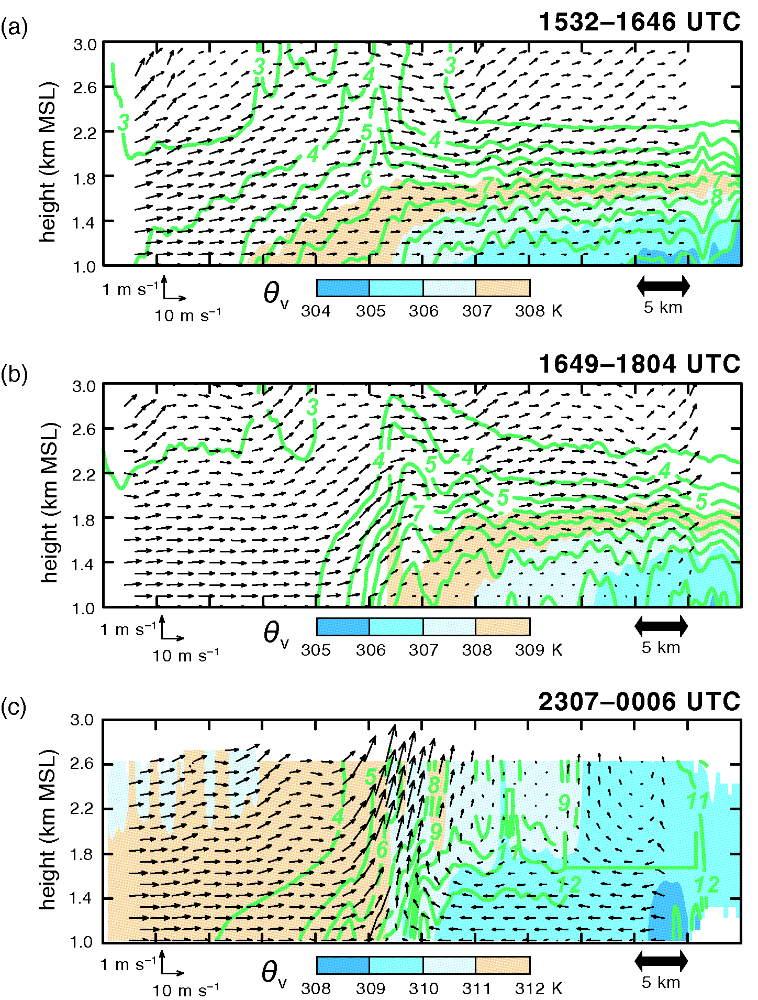 (a)
1532–1646 UTC
3.0
2.6
2.2
1.8
1.4
1.0
height (km MSL)
3
3
4
3
5
4
4
6
7
8
1 m s⁻¹
10 m s⁻¹
θv
304 305 306 307 308 K
5 km
(b)
1649–1804 UTC
3.0
2.6
2.2
1.8
1.4
1.0
height (km MSL)
3
4
5
4
4
5
5
7
1 m s⁻¹
10 m s⁻¹
θv
305 306 307 308 309 K
5 km
(c)
2307–0006 UTC
3.0
2.6
2.2
1.8
1.4
1.0
height (km MSL)
5
8
9
11
4
9
6
11
12
12
1 m s⁻¹
10 m s⁻¹
θv
308 309 310 311 312 K
5 km